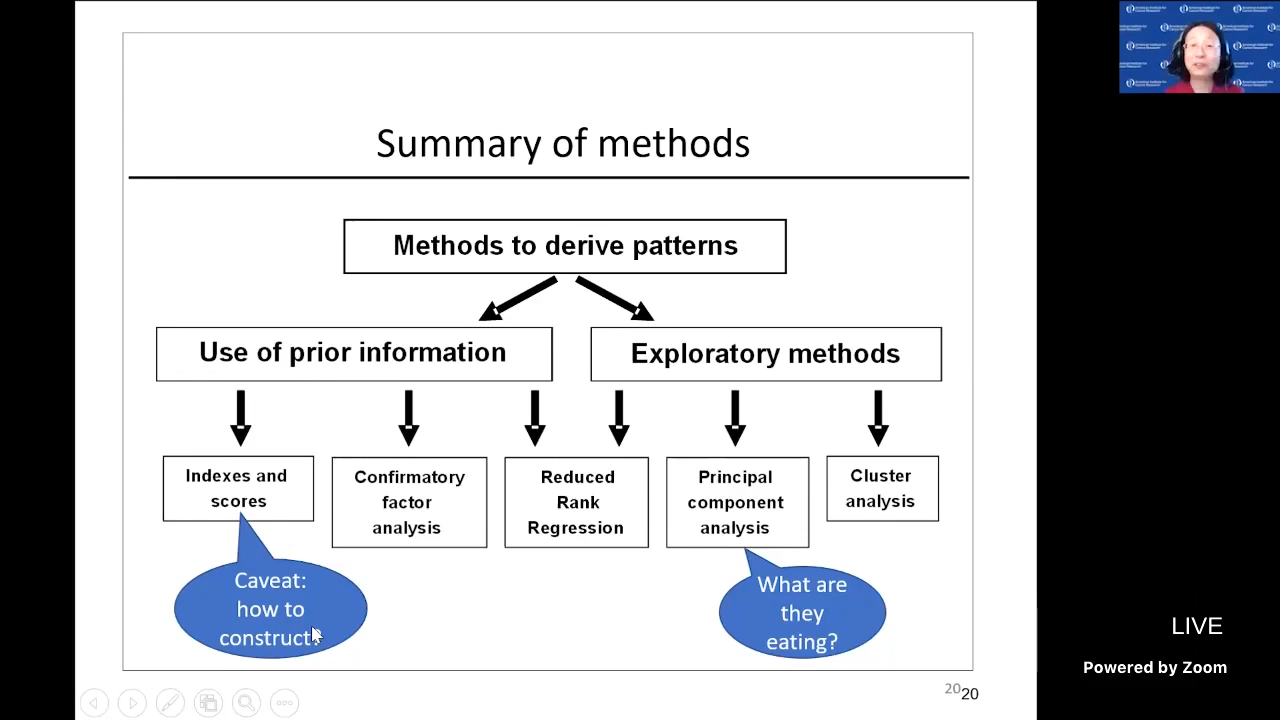 Summary of methods
Methods to derive patterns
Use of prior information
Exploratory methods
Indexes and
scores
Confirmatory
factor
analysis
Reduced
Rank
Regression
Principal
component
analysis
Cluster
analysis
Caveat:
how to
construct?
What are
they
eating?
20
20
LIVE
Powered by Zoom